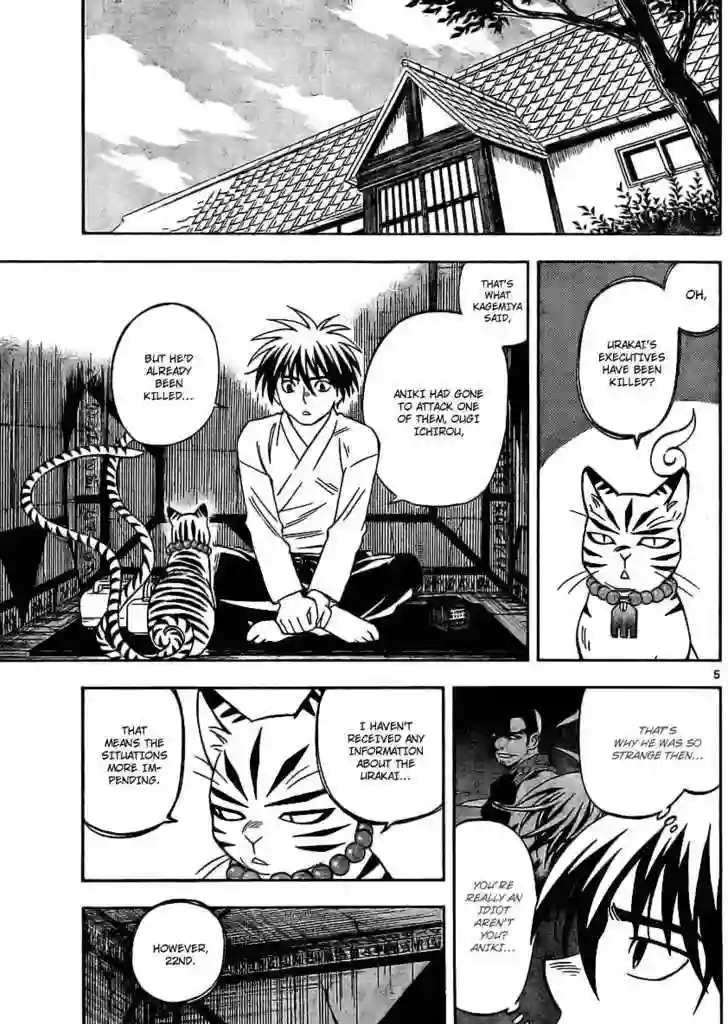 OH,
URAKAI'S
EXECUTIVES
HAVE BEEN
KILLED?
THAT'S
WHAT
KAGEMIYA
SAID,
ANIKI HAD GONE
TO ATTACK ONE
OF THEM, OUGI
ICHIROU,
BUT HE'D
ALREADY
BEEN
KILLED...
5
THAT'S
WHY HE WAS SO
STRANGE THEN...
YOU'RE
REALLY AN
IDIOT
AREN'T
YOU?
ANIKI...
I HAVEN'T
RECEIVED ANY
INFORMATION
ABOUT THE
URAKAI...
THAT
MEANS THE
SITUATIONS
MORE IM-
PENDING.
HOWEVER,
22ND.